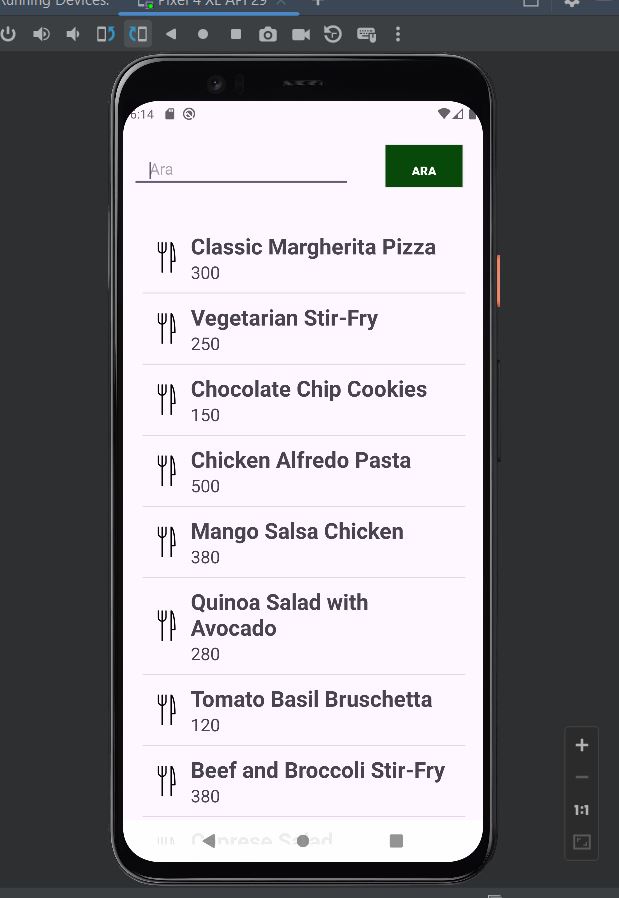 Running Devices:
Pixel 4 XL API 29
6:14
Ara
ARA
Classic Margherita Pizza
300
Vegetarian Stir-Fry
250
Chocolate Chip Cookies
150
Chicken Alfredo Pasta
500
Mango Salsa Chicken
380
Quinoa Salad with
Avocado
280
Tomato Basil Bruschetta
120
Beef and Broccoli Stir-Fry
380
Caprese Salad
1:1